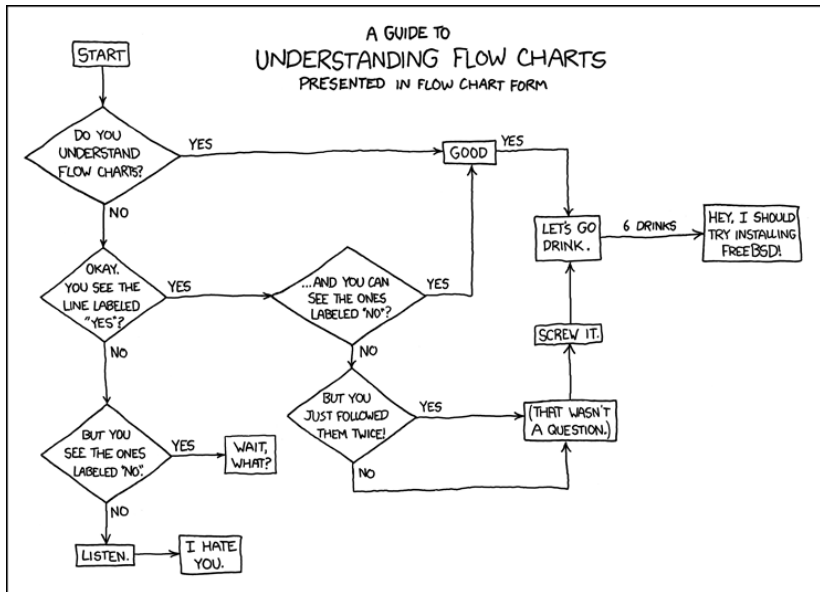 A GUIDE TO
UNDERSTANDING FLOW CHARTS
PRESENTED IN FLOW CHART FORM
START
DO YOU
UNDERSTAND
FLOW CHARTS?
YES
GOOD
YES
NO
LET'S GO
DRINK.
6 DRINKS
HEY, I SHOULD
TRY INSTALLING
FREEBSD!
OKAY.
YOU SEE THE
LINE LABELED
"YES"?
YES
...AND YOU CAN
SEE THE ONES
LABELED "NO"?
YES
SCREW IT.
NO
NO
BUT YOU
JUST FOLLOWED
THEM TWICE!
YES
(THAT WASN'T
A QUESTION.)
NO
BUT YOU
SEE THE ONES
LABELED "NO".
YES
WAIT,
WHAT?
NO
LISTEN.
I HATE
YOU.